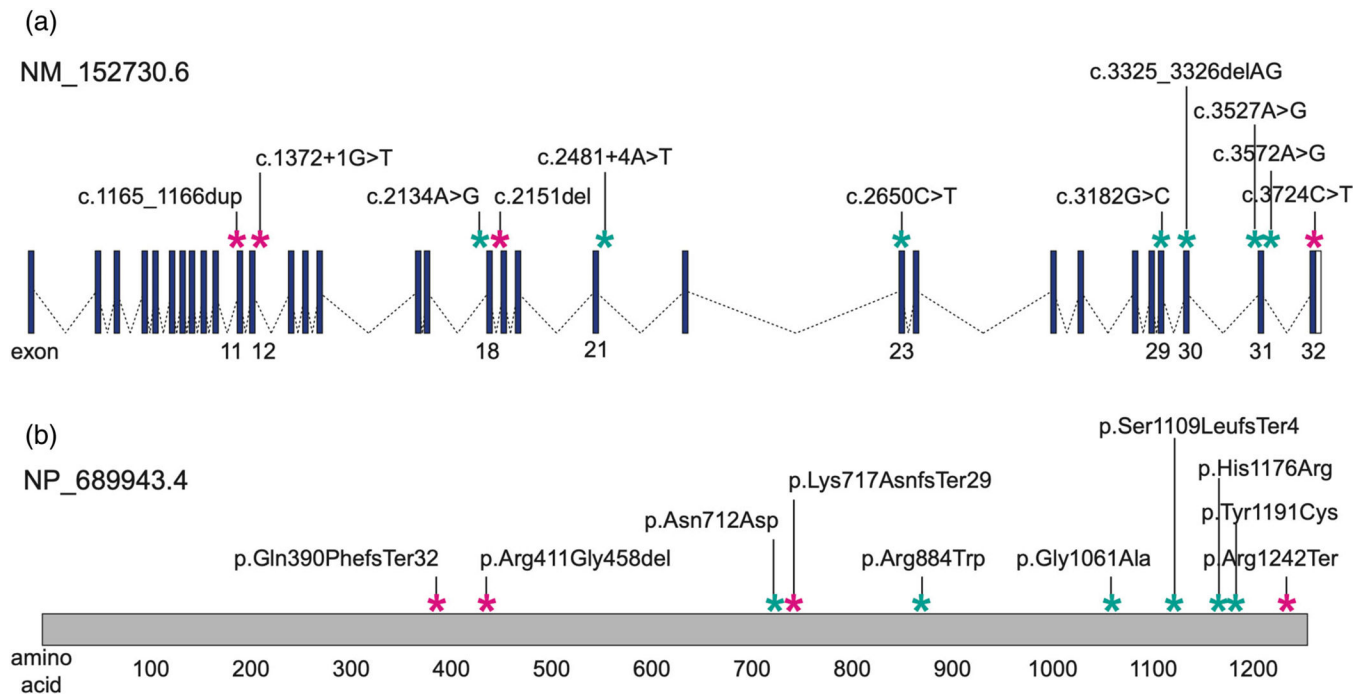 (a)
NM_152730.6
c.3325_3326delAG
c.3527A>G
c.1372+1G>T
c.2481+4A>T
c.3572A>G
c.1165_1166dup
c.2134A>G
c.2151del
c.2650C>T
c.3182G>C
c.3724C>T
exon
11 12 18 21 23 29 30 31 32
(b)
p.Ser1109LeufsTer4
NP_689943.4
p.His1176Arg
p.Lys717AsnfsTer29
p.Tyr1191Cys
p.Asn712Asp
p.Gln390PhefsTer32
p.Arg411Gly458del
p.Arg884Trp
p.Gly1061Ala
p.Arg1242Ter
amino
acid
100 200 300 400 500 600 700 800 900 1000 1100 1200